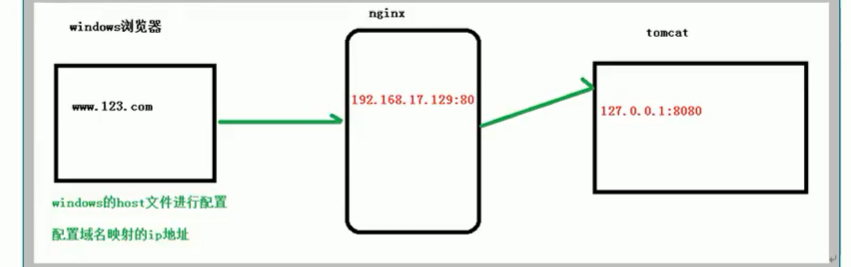 windows浏览器
nginx
tomcat
www.123.com
192.168.17.129:80
127.0.0.1:8080
windows的host文件进行配置
配置域名映射的ip地址